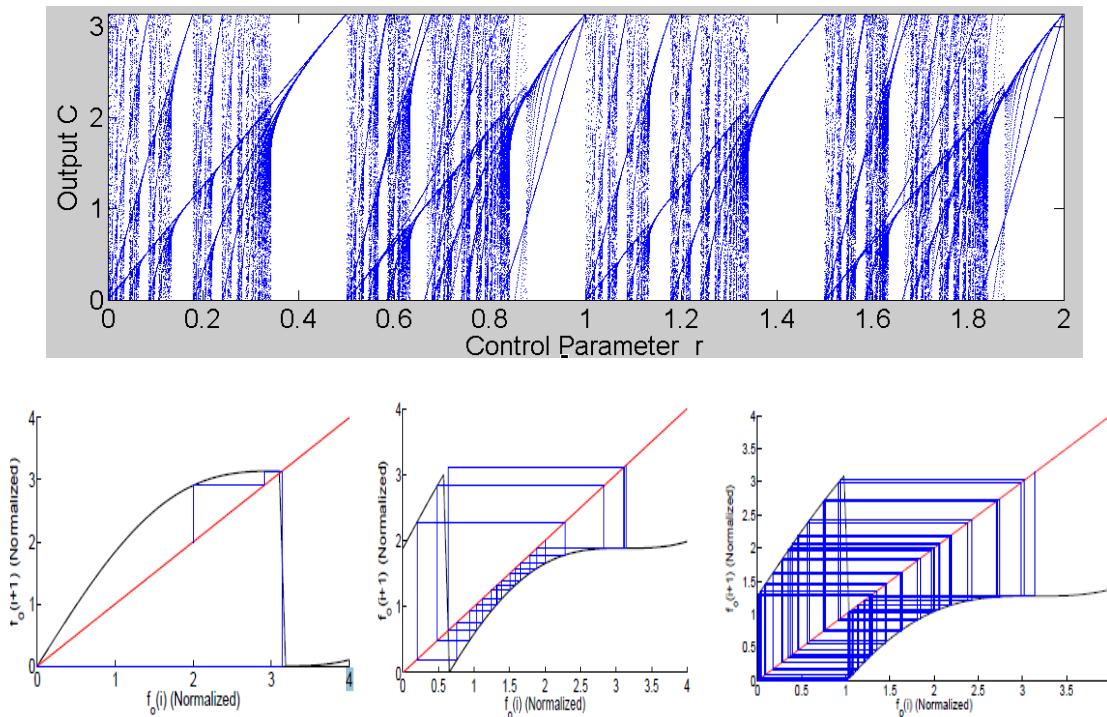 3
2
1
0
Output C
0 0.2 0.4 0.6 0.8 1 1.2 1.4 1.6 1.8 2
Control Parameter r
4
3
2
1
0
f_o(i+1) (Normalized)
0 1 2 3 4
f_o(i) (Normalized)
4
3
2
1
0
f_o(i+1) (Normalized)
0 0.5 1 1.5 2 2.5 3 3.5 4
f_o(i) (Normalized)
4
3.5
3
2.5
2
1.5
1
0.5
0
f_o(i+1) (Normalized)
0 0.5 1 1.5 2 2.5 3 3.5
f_o(i) (Normalized)